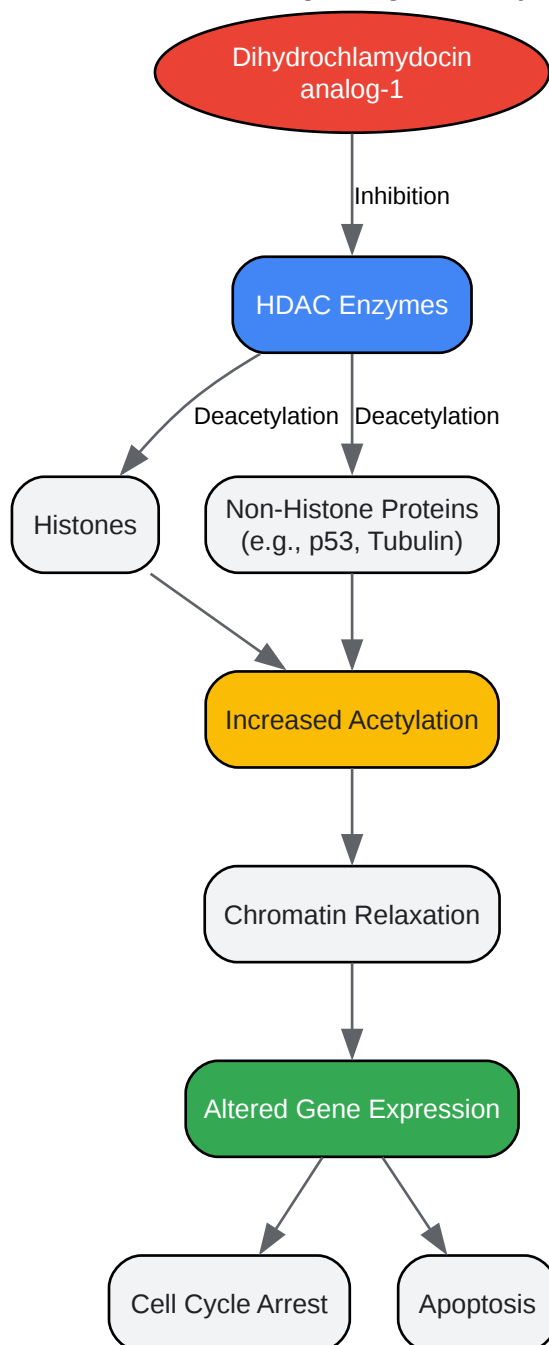 Dihydrochlamydocin
analog-1
Inhibition
HDAC Enzymes
Deacetylation
Deacetylation
Histones
Non-Histone Proteins
(e.g., p53, Tubulin)
Increased Acetylation
Chromatin Relaxation
Altered Gene Expression
Cell Cycle Arrest
Apoptosis